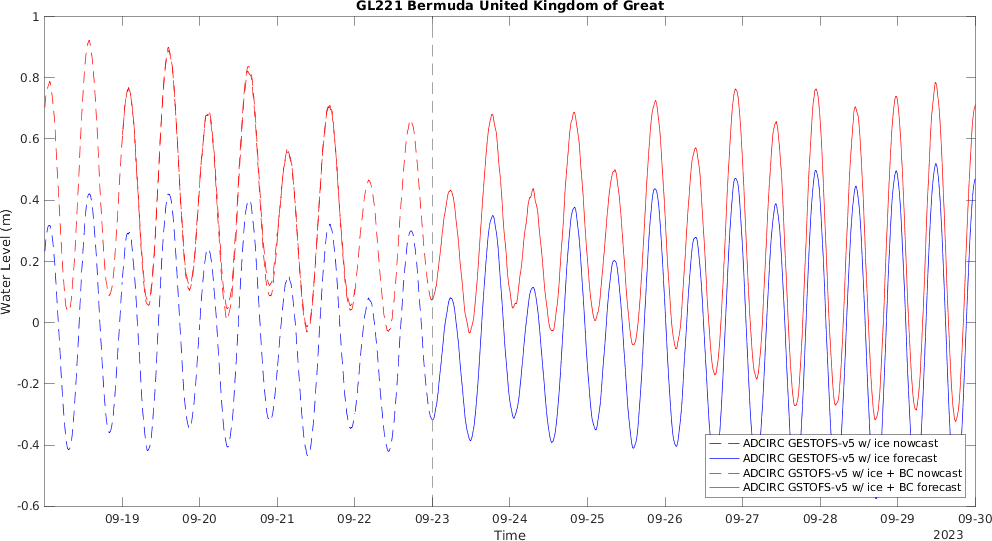 GL221 Bermuda United Kingdom of Great
Water Level (m)
1
0.8
0.6
0.4
0.2
0
-0.2
-0.4
-0.6
ADCIRC GESTOFS-v5 w/ ice nowcast
ADCIRC GESTOFS-v5 w/ ice forecast
ADCIRC GSTOFS-v5 w/ ice + BC nowcast
ADCIRC GSTOFS-v5 w/ ice + BC forecast
09-19 09-20 09-21 09-22 09-23 09-24 09-25 09-26 09-27 09-28 09-29 09-30
Time
2023